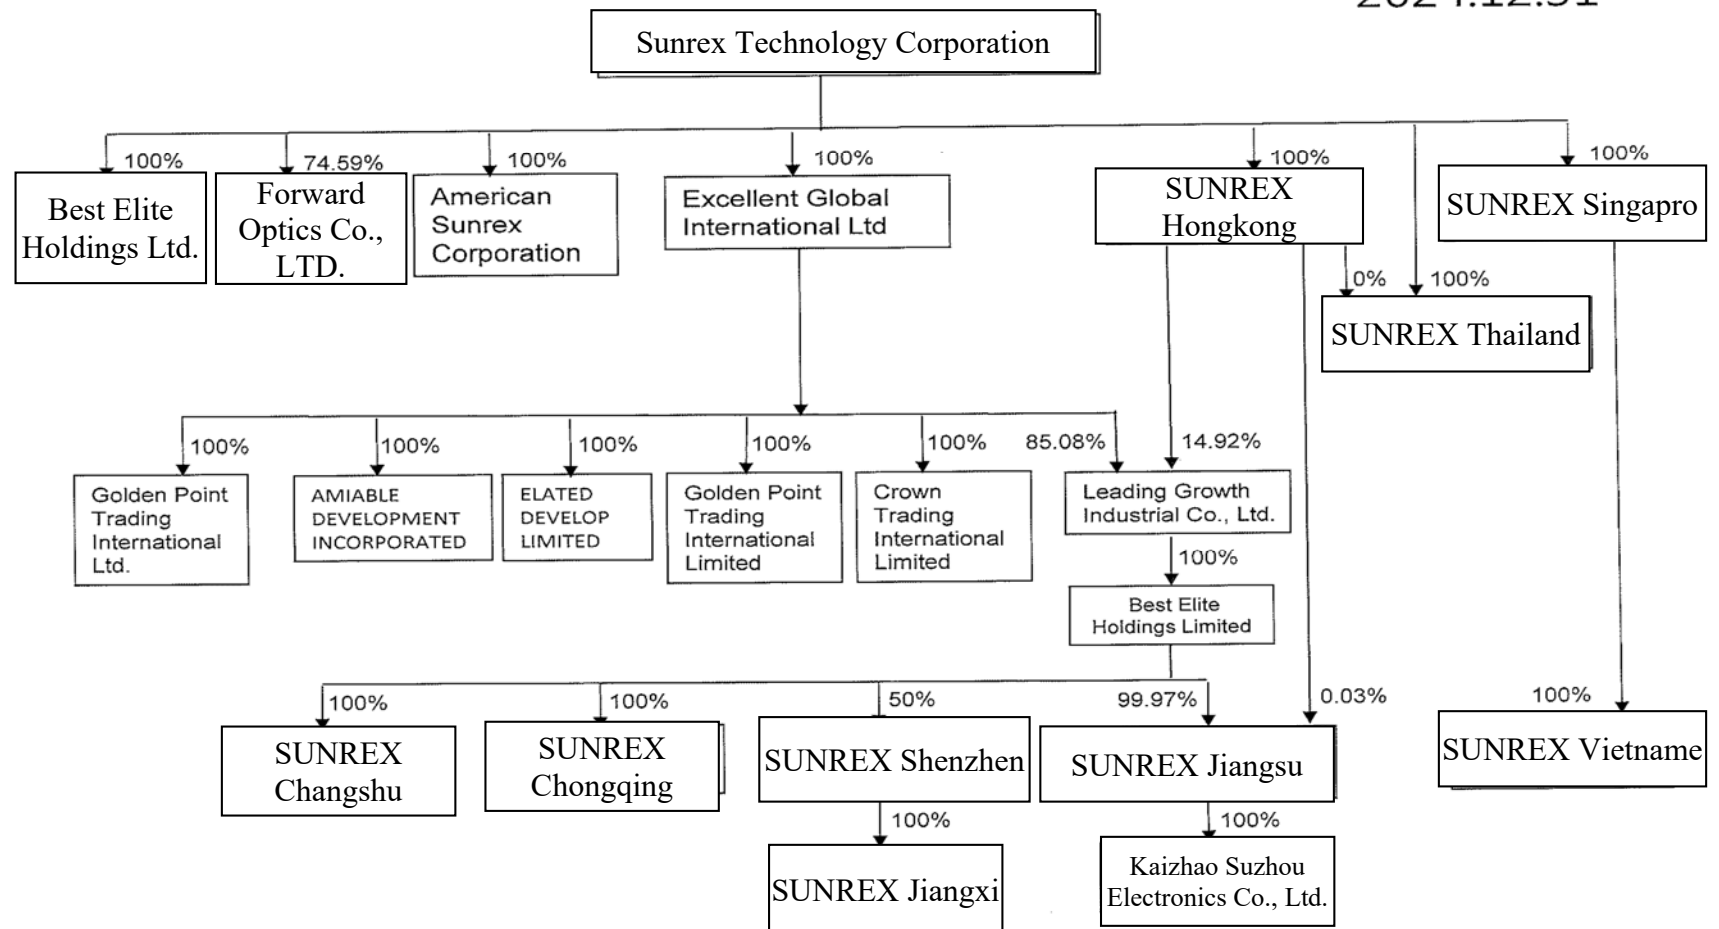 2024.12.31
Sunrex Technology Corporation
100%
74.59%
100%
100%
100%
100%
Best Elite
Holdings Ltd.
Forward
Optics Co.,
LTD.
American
Sunrex
Corporation
Excellent Global
International Ltd
SUNREX
Hongkong
SUNREX Singapro
0%
100%
SUNREX Thailand
100%
100%
100%
100%
100%
85.08%
14.92%
Golden Point
Trading
International
Ltd.
AMIABLE
DEVELOPMENT
INCORPORATED
ELATED
DEVELOP
LIMITED
Golden Point
Trading
International
Limited
Crown
Trading
International
Limited
Leading Growth
Industrial Co., Ltd.
100%
Best Elite
Holdings Limited
100%
100%
50%
99.97%
0.03%
100%
SUNREX
Changshu
SUNREX
Chongqing
SUNREX Shenzhen
SUNREX Jiangsu
SUNREX Vietname
100%
100%
SUNREX Jiangxi
Kaizhao Suzhou
Electronics Co., Ltd.